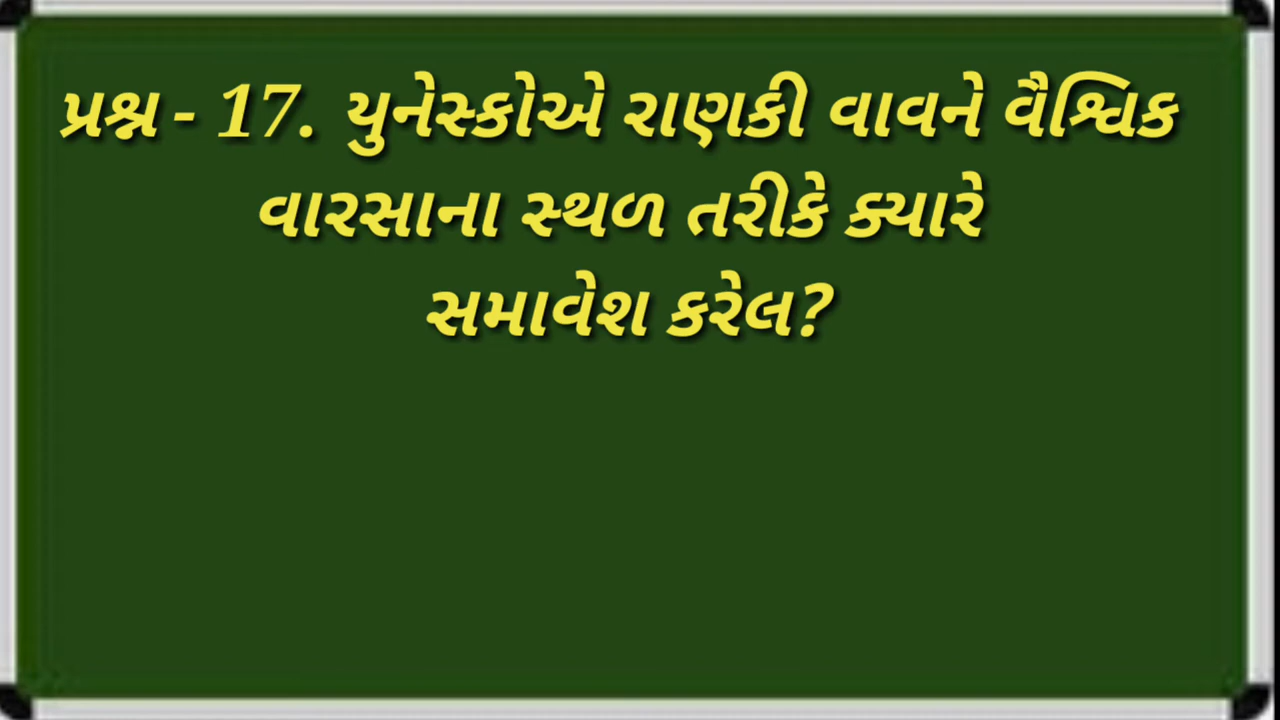 પ્રશ્ન - 17. યુનેસ્કોએ રાણકી વાવને વૈશ્વિક
વારસાના સ્થળ તરીકે ક્યારે
સમાવેશ કરેલ?